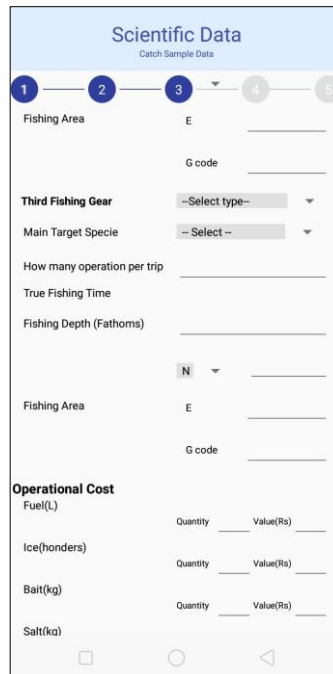 Scientific Data
Catch Sample Data
1 2 3 4 5
Fishing Area E
G code
Third Fishing Gear --Select type--
Main Target Specie -- Select --
How many operation per trip
True Fishing Time
Fishing Depth (Fathoms)
N
Fishing Area E
G code
Operational Cost
Fuel(L)
Quantity Value(Rs)
Ice(honders)
Quantity Value(Rs)
Bait(kg)
Quantity Value(Rs)
Salt(kg)